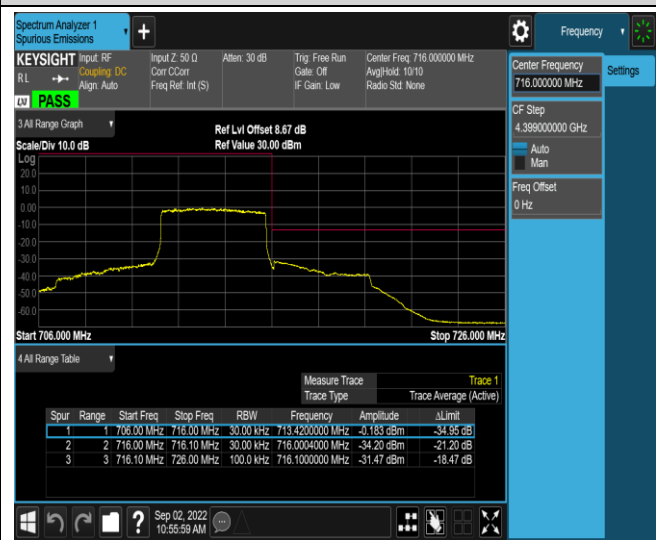 Spectrum Analyzer 1
Spurious Emissions
Frequency
KEYSIGHT
Input: RF
Coupling: DC
Align: Auto
Input Z: 50 Ω
Corr CCorr
Freq Ref: Int (S)
Atten: 30 dB
Trig: Free Run
Gate: Off
IF Gain: Low
Center Freq: 716.000000 MHz
Avg|Hold: 10/10
Radio Std: None
RL
LXI
PASS
Center Frequency
716.000000 MHz
Settings
CF Step
4.399000000 GHz
Auto
Man
Freq Offset
0 Hz
3 All Range Graph
Scale/Div 10.0 dB
Ref Lvl Offset 8.67 dB
Ref Value 30.00 dBm
Log
20.0
10.0
0.00
-10.0
-20.0
-30.0
-40.0
-50.0
-60.0
Start 706.000 MHz
Stop 726.000 MHz
4 All Range Table
Measure Trace Trace 1
Trace Type Trace Average (Active)
Spur Range Start Freq Stop Freq RBW Frequency Amplitude ΔLimit
1 1 706.00 MHz 716.00 MHz 30.00 kHz 713.4200000 MHz -0.183 dBm -34.95 dB
2 2 716.00 MHz 716.10 MHz 30.00 kHz 716.0004000 MHz -34.20 dBm -21.20 dB
3 3 716.10 MHz 726.00 MHz 100.0 kHz 716.1000000 MHz -31.47 dBm -18.47 dB
Sep 02, 2022
10:55:59 AM